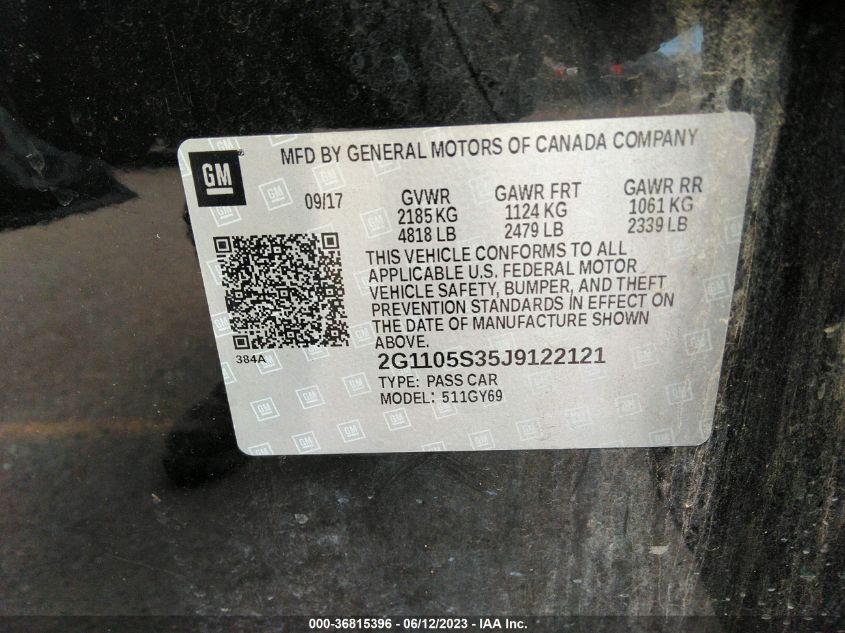 GM
MFD BY GENERAL MOTORS OF CANADA COMPANY
09/17
GVWR
2185 KG
4818 LB
GAWR FRT
1124 KG
2479 LB
GAWR RR
1061 KG
2339 LB
THIS VEHICLE CONFORMS TO ALL
APPLICABLE U.S. FEDERAL MOTOR
VEHICLE SAFETY, BUMPER, AND THEFT
PREVENTION STANDARDS IN EFFECT ON
THE DATE OF MANUFACTURE SHOWN
ABOVE.
384A
2G1105S35J9122121
TYPE: PASS CAR
MODEL: 511GY69
000-36815396 - 06/12/2023 - IAA Inc.